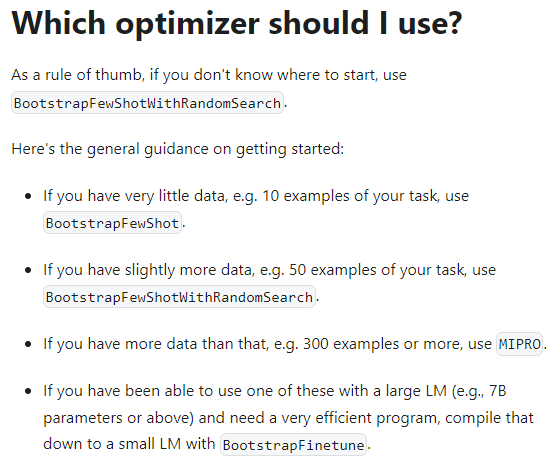 Which optimizer should I use?
As a rule of thumb, if you don't know where to start, use
BootstrapFewShotWithRandomSearch.
Here's the general guidance on getting started:
• If you have very little data, e.g. 10 examples of your task, use
BootstrapFewShot.
• If you have slightly more data, e.g. 50 examples of your task, use
BootstrapFewShotWithRandomSearch.
• If you have more data than that, e.g. 300 examples or more, use MIPRO.
• If you have been able to use one of these with a large LM (e.g., 7B
parameters or above) and need a very efficient program, compile that
down to a small LM with BootstrapFinetune.